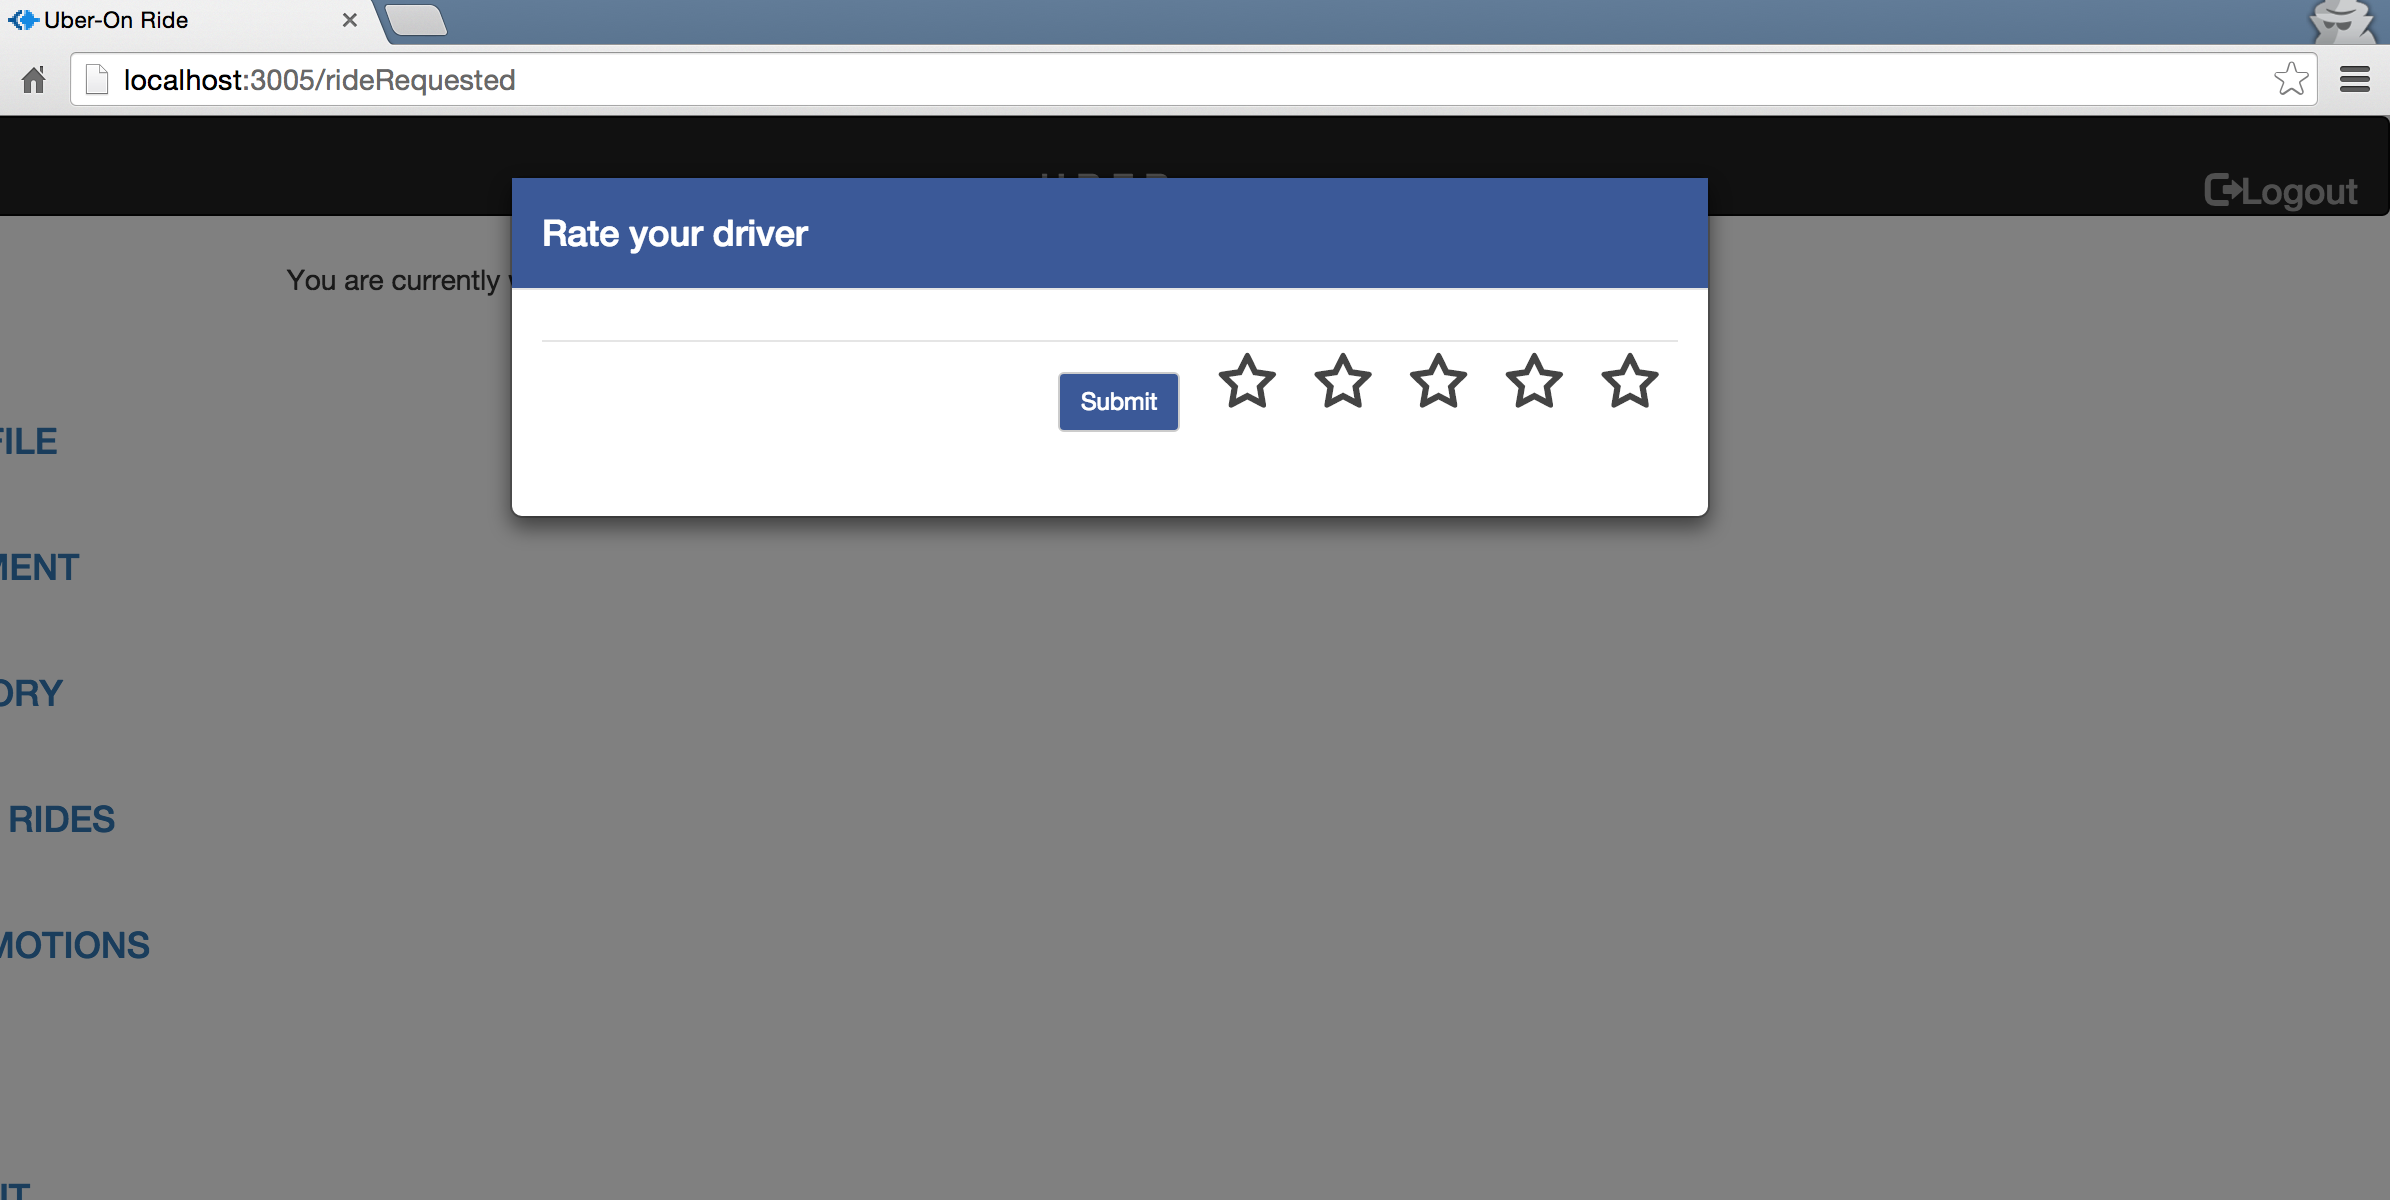 Uber-On Ride
localhost:3005/rideRequested
Logout
Rate your driver
You are currently
Submit
FILE
MENT
ORY
RIDES
MOTIONS